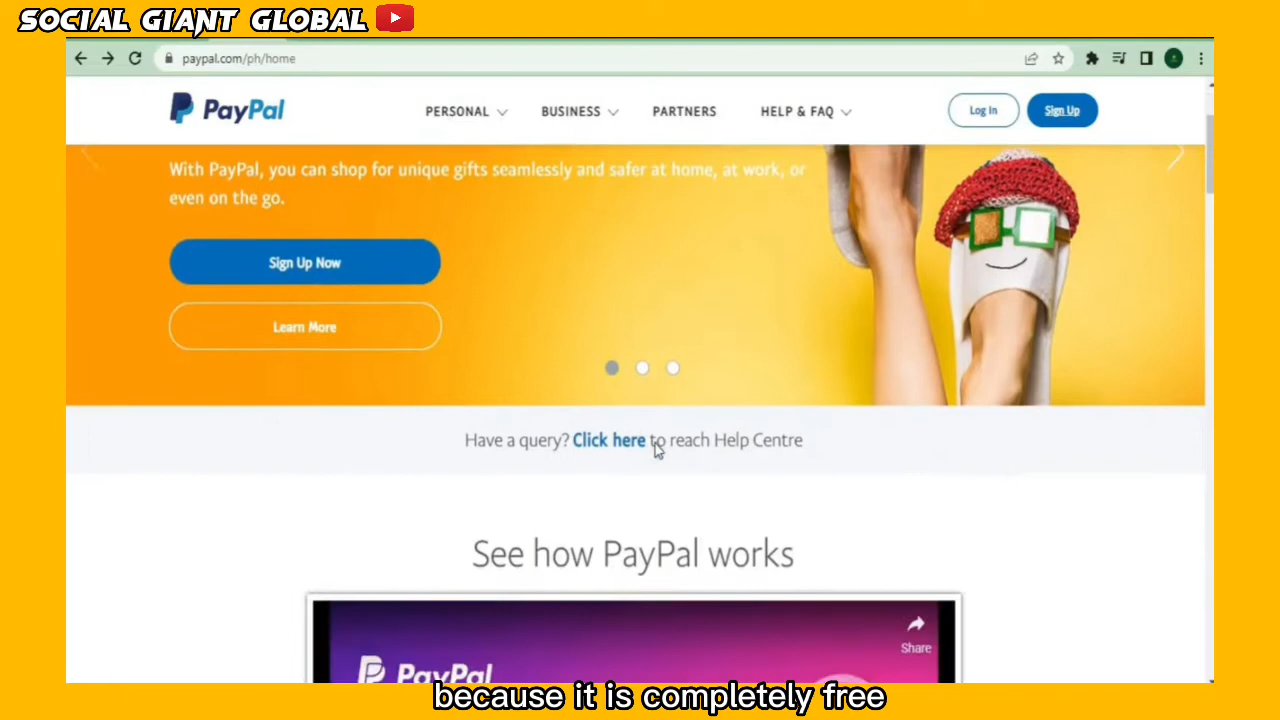 SOCIAL GIANT GLOBAL
paypal.com/ph/home
PayPal
PERSONAL
BUSINESS
PARTNERS
HELP & FAQ
Log In
Sign Up
With PayPal, you can shop for unique gifts seamlessly and safer at home, at work, or
even on the go.
Sign Up Now
Learn More
Have a query? Click here to reach Help Centre
See how PayPal works
Share
PayPal
because it is completely free